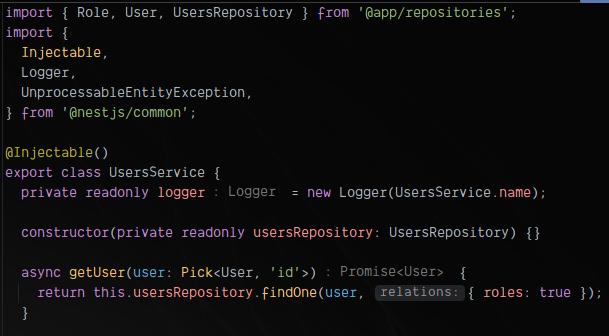 import { Role, User, UsersRepository } from '@app/repositories';
import {
  Injectable,
  Logger,
  UnprocessableEntityException,
} from '@nestjs/common';

@Injectable()
export class UsersService {
  private readonly logger : Logger = new Logger(UsersService.name);

  constructor(private readonly usersRepository: UsersRepository) {}

  async getUser(user: Pick<User, 'id'>) : Promise<User> {
    return this.usersRepository.findOne(user, relations: { roles: true });
  }